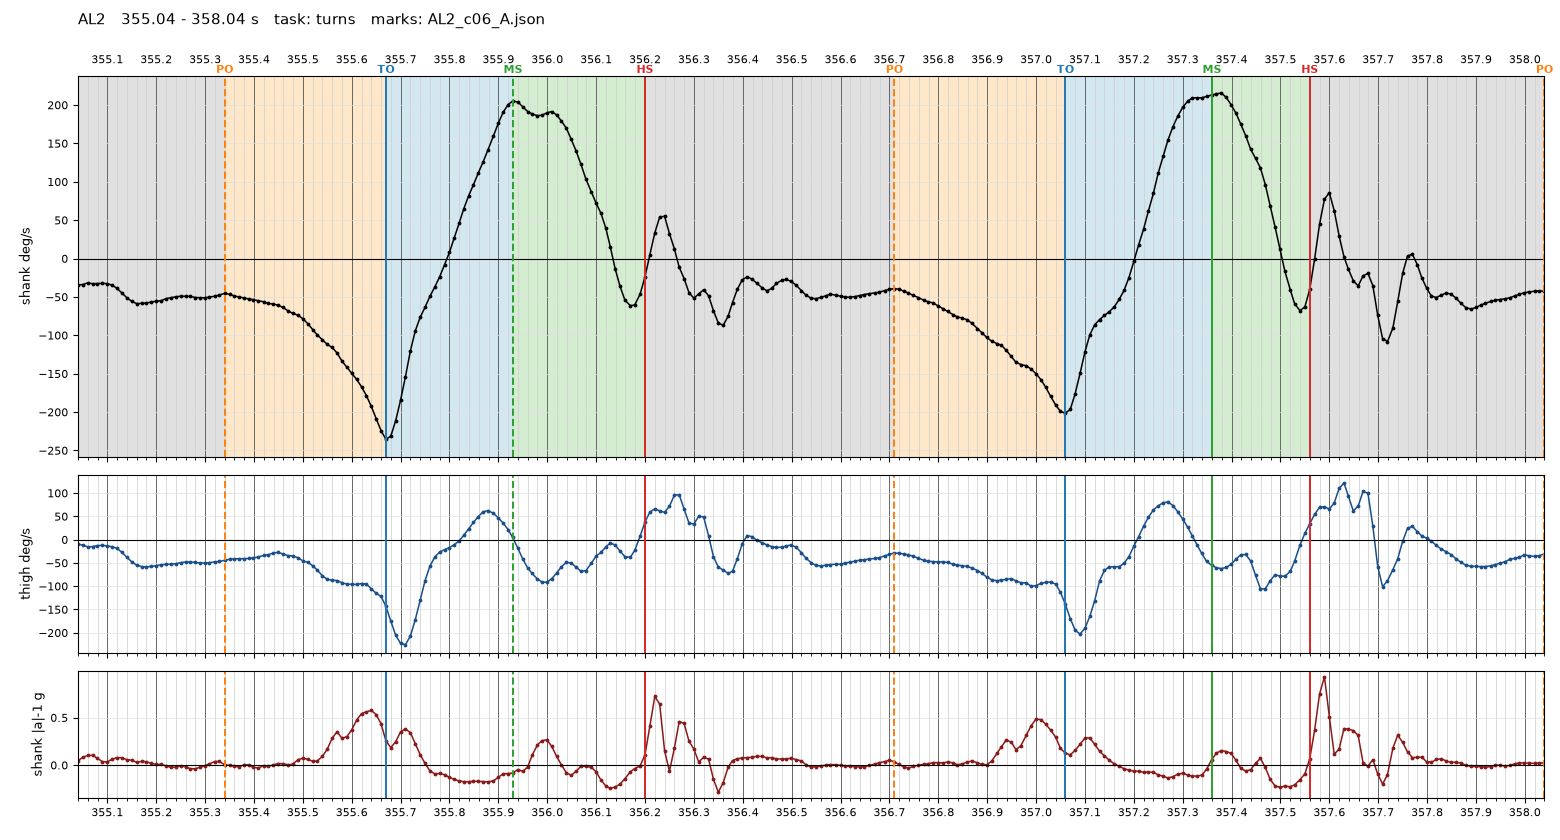 AL2   355.04 - 358.04 s   task: turns   marks: AL2_c06_A.json
355.1 355.2 355.3 355.4 355.5 355.6 355.7 355.8 355.9 356.0 356.1 356.2 356.3 356.4 356.5 356.6 356.7 356.8 356.9 357.0 357.1 357.2 357.3 357.4 357.5 357.6 357.7 357.8 357.9 358.0
PO TO MS HS PO TO MS HS PO
shank deg/s
200
150
100
50
0
−50
−100
−150
−200
−250
thigh deg/s
100
50
0
−50
−100
−150
−200
shank |a|-1 g
0.5
0.0
355.1 355.2 355.3 355.4 355.5 355.6 355.7 355.8 355.9 356.0 356.1 356.2 356.3 356.4 356.5 356.6 356.7 356.8 356.9 357.0 357.1 357.2 357.3 357.4 357.5 357.6 357.7 357.8 357.9 358.0